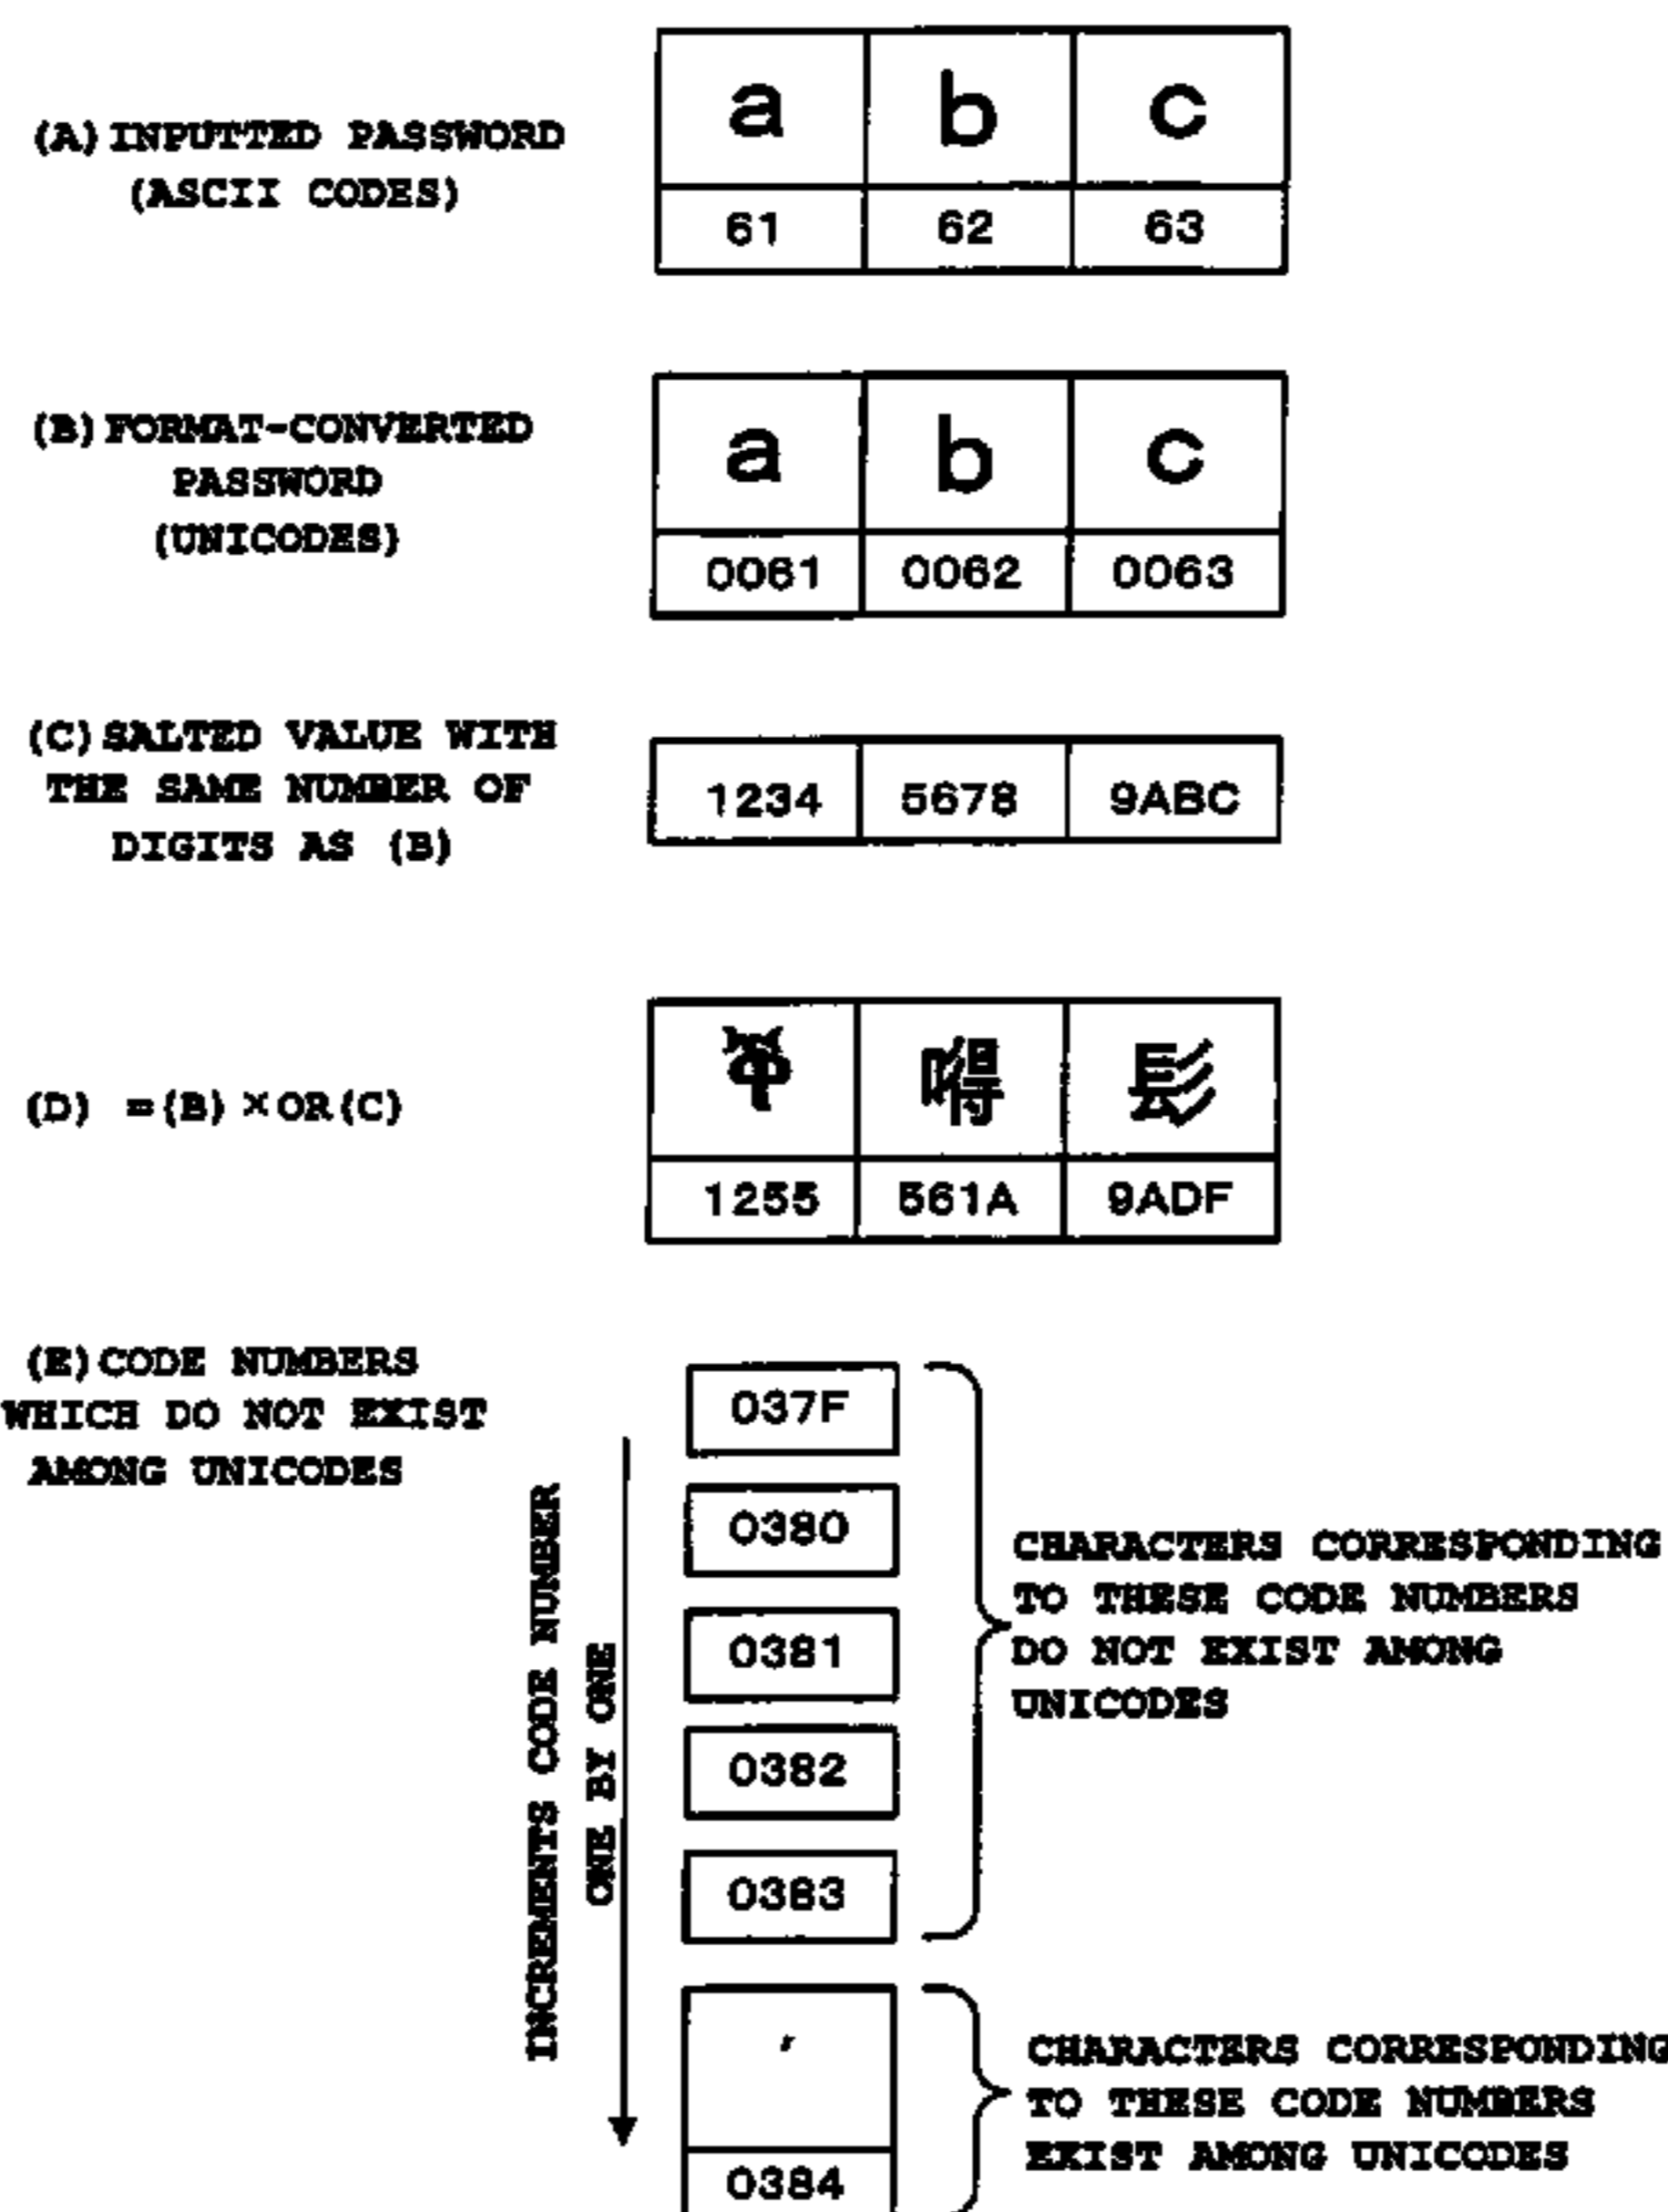 (A) INPUTTED PASSWORD
(ASCII CODES)
a b c
61 62 63
(B) FORMAT-CONVERTED
PASSWORD
(UNICODES)
a b c
0061 0062 0063
(C) SALTED VALUE WITH
THE SAME NUMBER OF
DIGITS AS (B)
1234 5678 9ABC
(D) =(B)×OR(C)
ቕ 嘚 髟
1255 561A 9ADF
(E) CODE NUMBERS
WHICH DO NOT EXIST
AMONG UNICODES
INCREMENTS CODE NUMBER
ONE BY ONE
037F
0380
0381
0382
0383
CHARACTERS CORRESPONDING
TO THESE CODE NUMBERS
DO NOT EXIST AMONG
UNICODES
΄
0384
CHARACTERS CORRESPONDING
TO THESE CODE NUMBERS
EXIST AMONG UNICODES